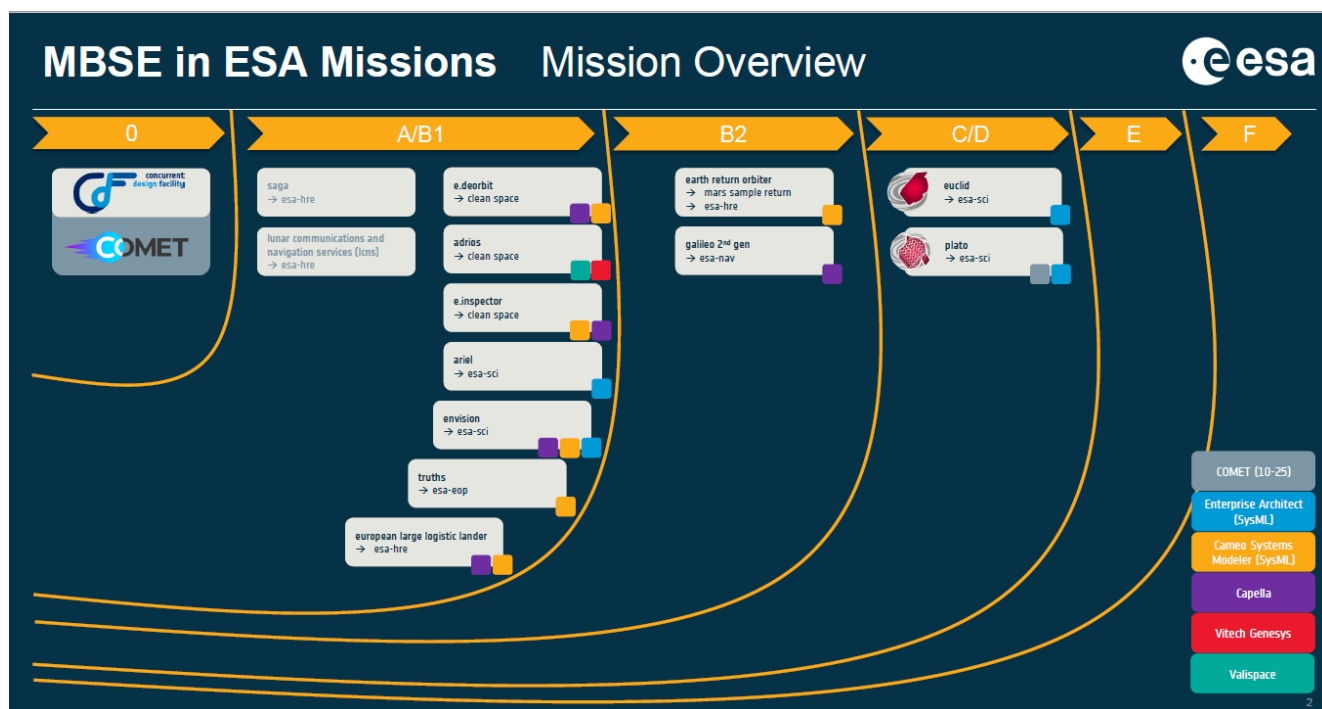 MBSE in ESA Missions Mission Overview
esa
0
A/B1
B2
C/D
E
F
concurrent
design facility
COMET
saga
→ esa-hre
lunar communications and
navigation services (lcns)
→ esa-hre
e.deorbit
→ clean space
adrios
→ clean space
e.inspector
→ clean space
ariel
→ esa-sci
envision
→ esa-sci
truths
→ esa-eop
european large logistic lander
→ esa-hre
earth return orbiter
→ mars sample return
→ esa-hre
galileo 2nd gen
→ esa-nav
euclid
→ esa-sci
plato
→ esa-sci
COMET (10-25)
Enterprise Architect
(SysML)
Cameo Systems
Modeler (SysML)
Capella
Vitech Genesys
Valispace
2